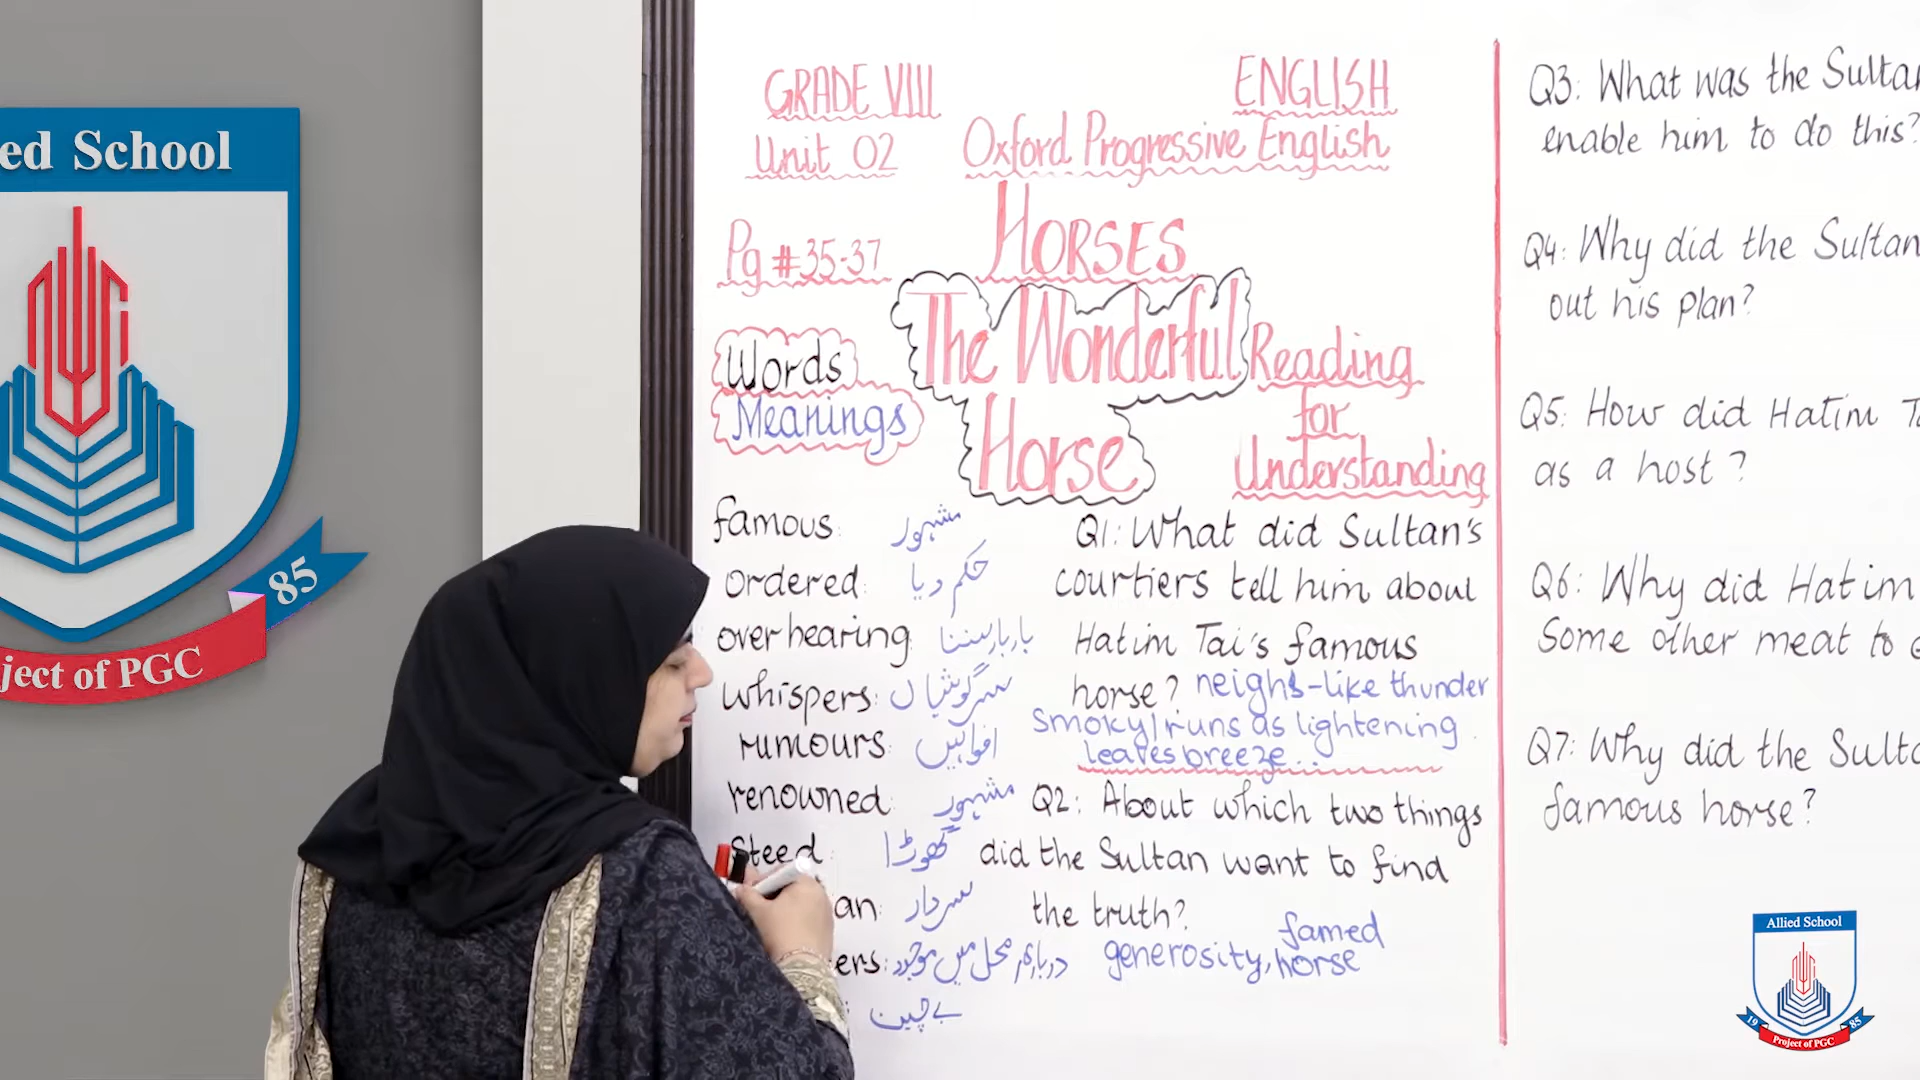 ed School
ject of PGC
85
GRADE VIII
ENGLISH
Unit 02
Oxford Progressive English
Pg # 35-37
HORSES
The Wonderful
Horse
Words
Meanings
Reading
for
Understanding
famous: مشہور
ordered: حکم دیا
overhearing بار بار سننا
whispers: سرگوشیاں
rumours: افواہیں
renowned: مشہور
Steed: گھوڑا
an: سردار
ers: درباری، محل میں موجود
: بے چین
Q1: What did Sultan's
courtiers tell him about
Hatim Tai's famous
horse? neighs-like thunder
Smoky/runs as lightening
leaves breeze...
Q2: About which two things
did the Sultan want to find
the truth?
famed
generosity, horse
Q3: What was the Sultan
enable him to do this?
Q4: Why did the Sultan
out his plan?
Q5: How did Hatim Ta
as a host?
Q6: Why did Hatim
Some other meat to
Q7: Why did the Sulta
famous horse?
Allied School
19 85
Project of PGC